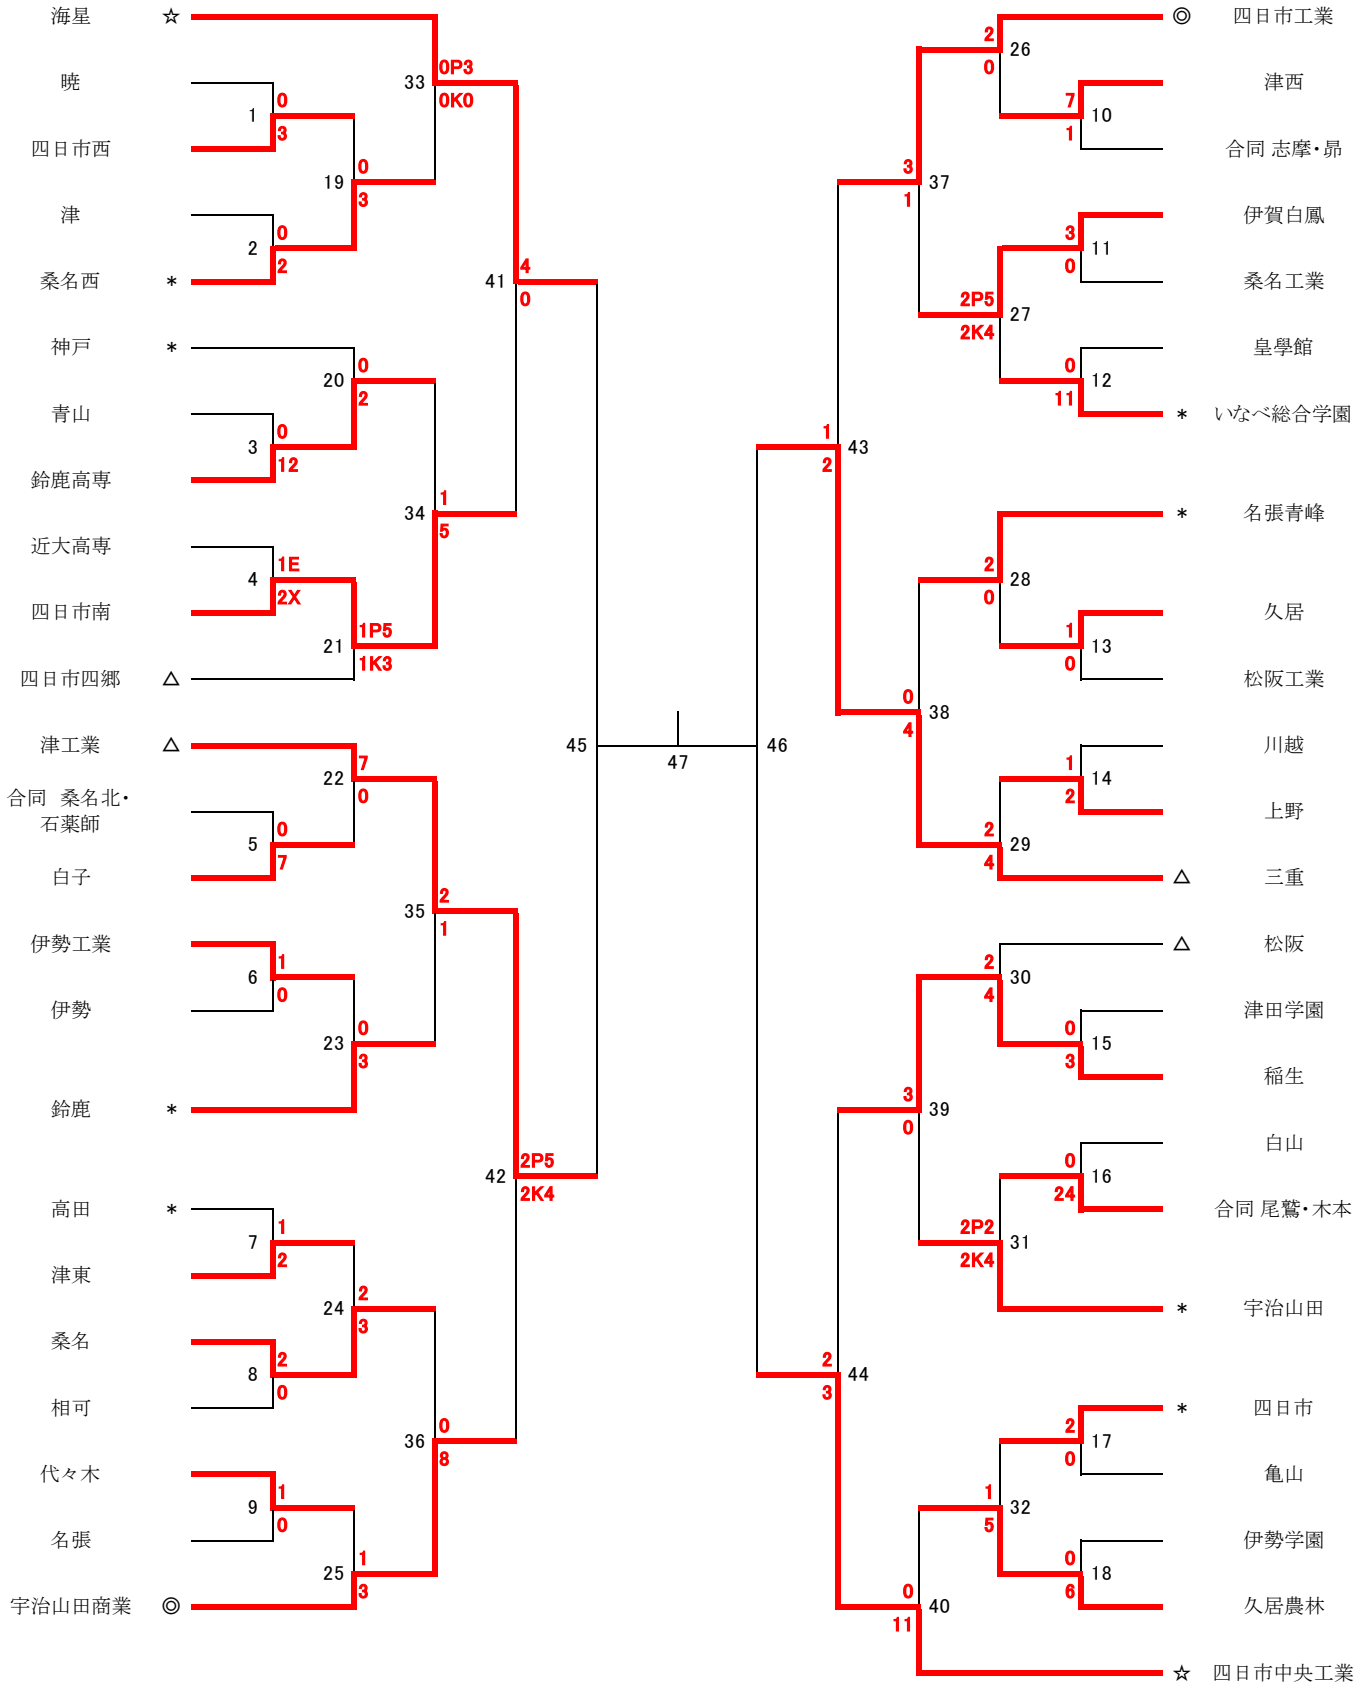 海星 ☆
暁
四日市西
津
桑名西 *
神戸 *
青山
鈴鹿高専
近大高専
四日市南
四日市四郷 △
津工業 △
合同 桑名北・
石薬師
白子
伊勢工業
伊勢
鈴鹿 *
高田 *
津東
桑名
相可
代々木
名張
宇治山田商業 ◎
1
0
3
2
0
2
3
0
12
4
1E
2X
5
0
7
6
1
0
7
1
2
8
2
0
9
1
0
19
0
3
20
0
2
21
1P5
1K3
22
7
0
23
0
3
24
2
3
25
1
3
33
0P3
0K0
34
1
5
35
2
1
36
0
8
41
4
0
42
2P5
2K4
45
47
46
43
1
2
44
2
3
37
3
1
38
0
4
39
3
0
40
0
11
26
2
0
27
2P5
2K4
28
2
0
29
2
4
30
2
4
31
2P2
2K4
32
1
5
10
7
1
11
3
0
12
0
11
13
1
0
14
1
2
15
0
3
16
0
24
17
2
0
18
0
6
◎ 四日市工業
津西
合同 志摩・昴
伊賀白鳳
桑名工業
皇學館
* いなべ総合学園
* 名張青峰
久居
松阪工業
川越
上野
△ 三重
△ 松阪
津田学園
稲生
白山
合同 尾鷲・木本
* 宇治山田
* 四日市
亀山
伊勢学園
久居農林
☆ 四日市中央工業